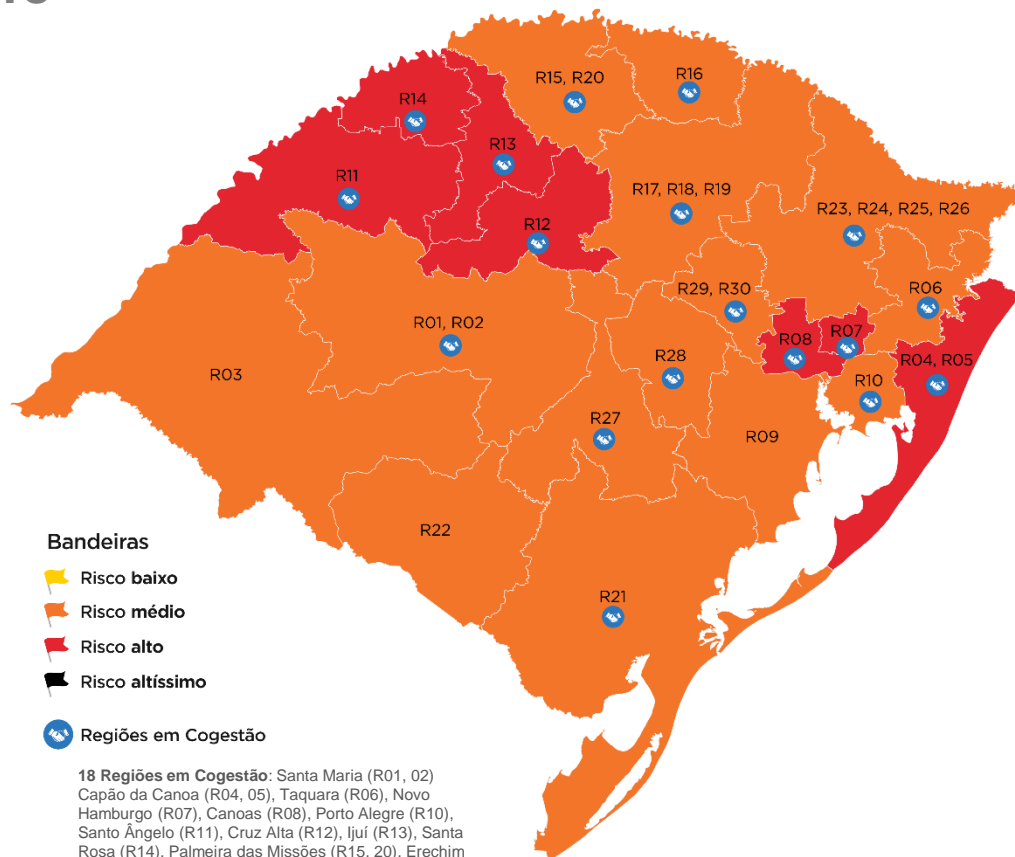 R15, R20
R16
R14
R13
R11
R17, R18, R19
R12
R23, R24, R25, R26
R29, R30
R06
R01, R02
R08
R07
R04, R05
R03
R28
R10
R27
R09
R22
R21
Bandeiras
Risco baixo
Risco médio
Risco alto
Risco altíssimo
Regiões em Cogestão
18 Regiões em Cogestão: Santa Maria (R01, 02)
Capão da Canoa (R04, 05), Taquara (R06), Novo
Hamburgo (R07), Canoas (R08), Porto Alegre (R10),
Santo Ângelo (R11), Cruz Alta (R12), Ijuí (R13), Santa
Rosa (R14), Palmeira das Missões (R15, 20), Erechim